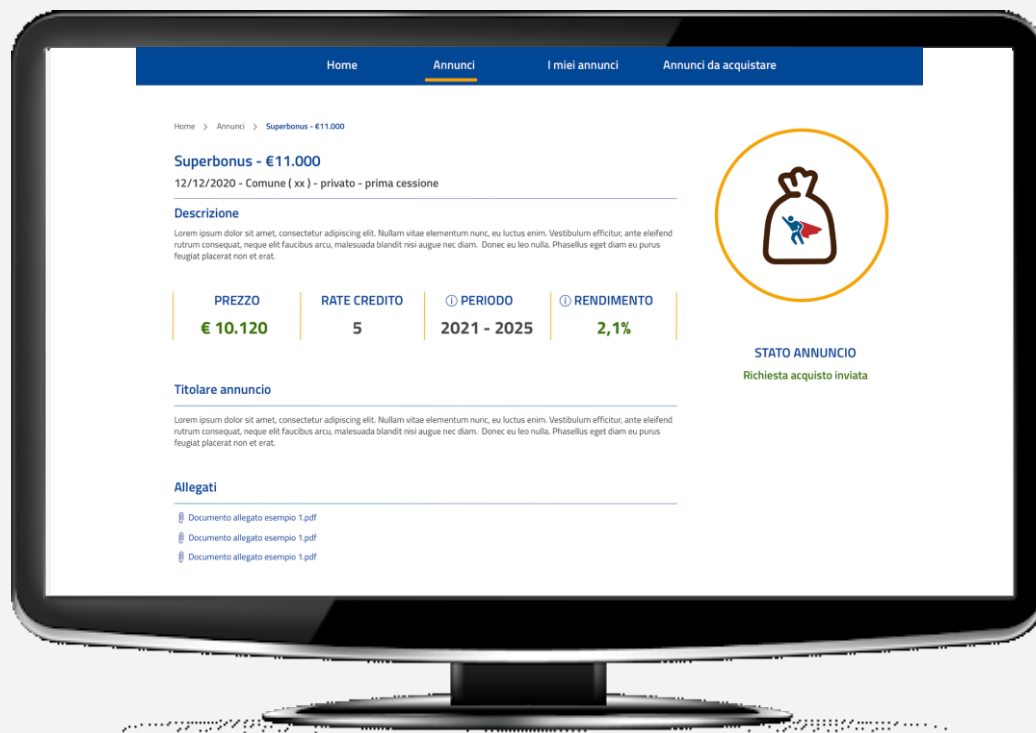 Home Annunci I miei annunci Annunci da acquistare
Home > Annunci > Superbonus - €11.000
Superbonus - €11.000
12/12/2020 - Comune ( xx ) - privato - prima cessione
Descrizione
Lorem ipsum dolor sit amet, consectetur adipiscing elit. Nullam vitae elementum nunc, eu luctus enim. Vestibulum efficitur, ante eleifend
rutrum consequat, neque elit faucibus arcu, malesuada blandit nisi augue nec diam. Donec eu leo nulla. Phasellus eget diam eu purus
feugiat placerat non et erat.
PREZZO RATE CREDITO ⓘ PERIODO ⓘ RENDIMENTO
€ 10.120 5 2021 - 2025 2,1%
STATO ANNUNCIO
Richiesta acquisto inviata
Titolare annuncio
Lorem ipsum dolor sit amet, consectetur adipiscing elit. Nullam vitae elementum nunc, eu luctus enim. Vestibulum efficitur, ante eleifend
rutrum consequat, neque elit faucibus arcu, malesuada blandit nisi augue nec diam. Donec eu leo nulla. Phasellus eget diam eu purus
feugiat placerat non et erat.
Allegati
Documento allegato esempio 1.pdf
Documento allegato esempio 1.pdf
Documento allegato esempio 1.pdf